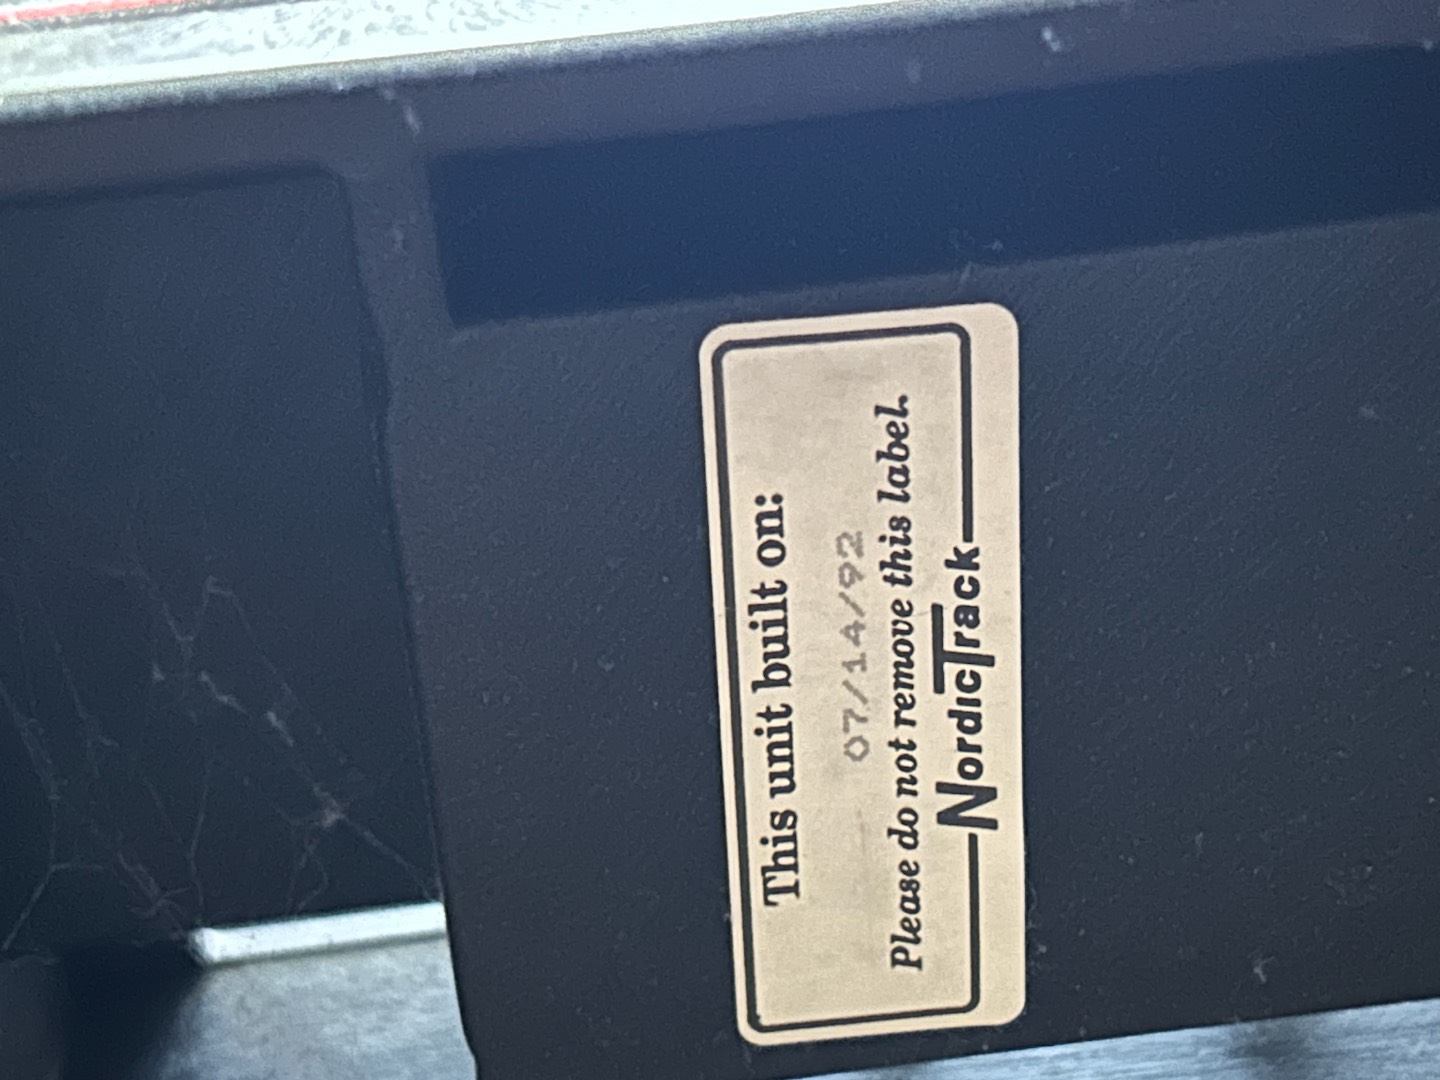 This unit built on:
07/14/92
Please do not remove this label.
NordicTrack